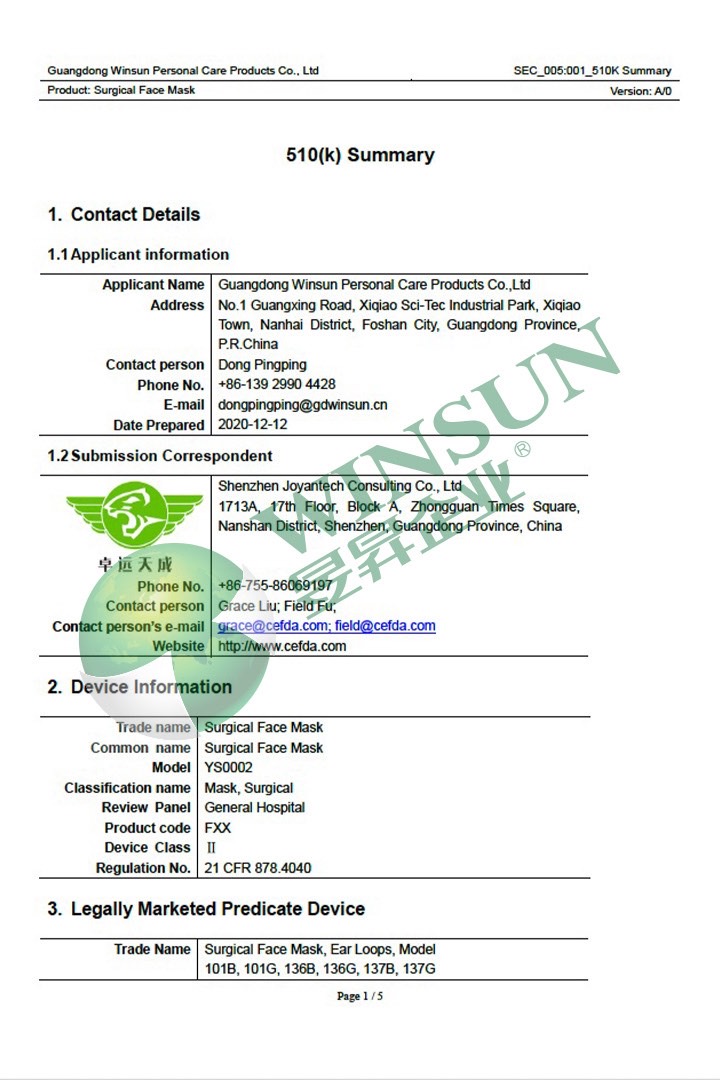 Guangdong Winsun Personal Care Products Co., Ltd SEC_005:001_510K Summary
Product: Surgical Face Mask Version: A/0
510(k) Summary
1. Contact Details
1.1 Applicant information
Applicant Name Guangdong Winsun Personal Care Products Co.,Ltd
Address No.1 Guangxing Road, Xiqiao Sci-Tec Industrial Park, Xiqiao
Town, Nanhai District, Foshan City, Guangdong Province,
P.R.China
Contact person Dong Pingping
Phone No. +86-139 2990 4428
E-mail dongpingping@gdwinsun.cn
Date Prepared 2020-12-12
1.2 Submission Correspondent
Shenzhen Joyantech Consulting Co., Ltd
1713A, 17th Floor, Block A, Zhongguan Times Square,
Nanshan District, Shenzhen, Guangdong Province, China
卓远天成
Phone No. +86-755-86069197
Contact person Grace Liu; Field Fu;
Contact person's e-mail grace@cefda.com; field@cefda.com
Website http://www.cefda.com
WINSUN
昱昇企业®
2. Device Information
Trade name Surgical Face Mask
Common name Surgical Face Mask
Model YS0002
Classification name Mask, Surgical
Review Panel General Hospital
Product code FXX
Device Class Ⅱ
Regulation No. 21 CFR 878.4040
3. Legally Marketed Predicate Device
Trade Name Surgical Face Mask, Ear Loops, Model
101B, 101G, 136B, 136G, 137B, 137G
Page 1 / 5